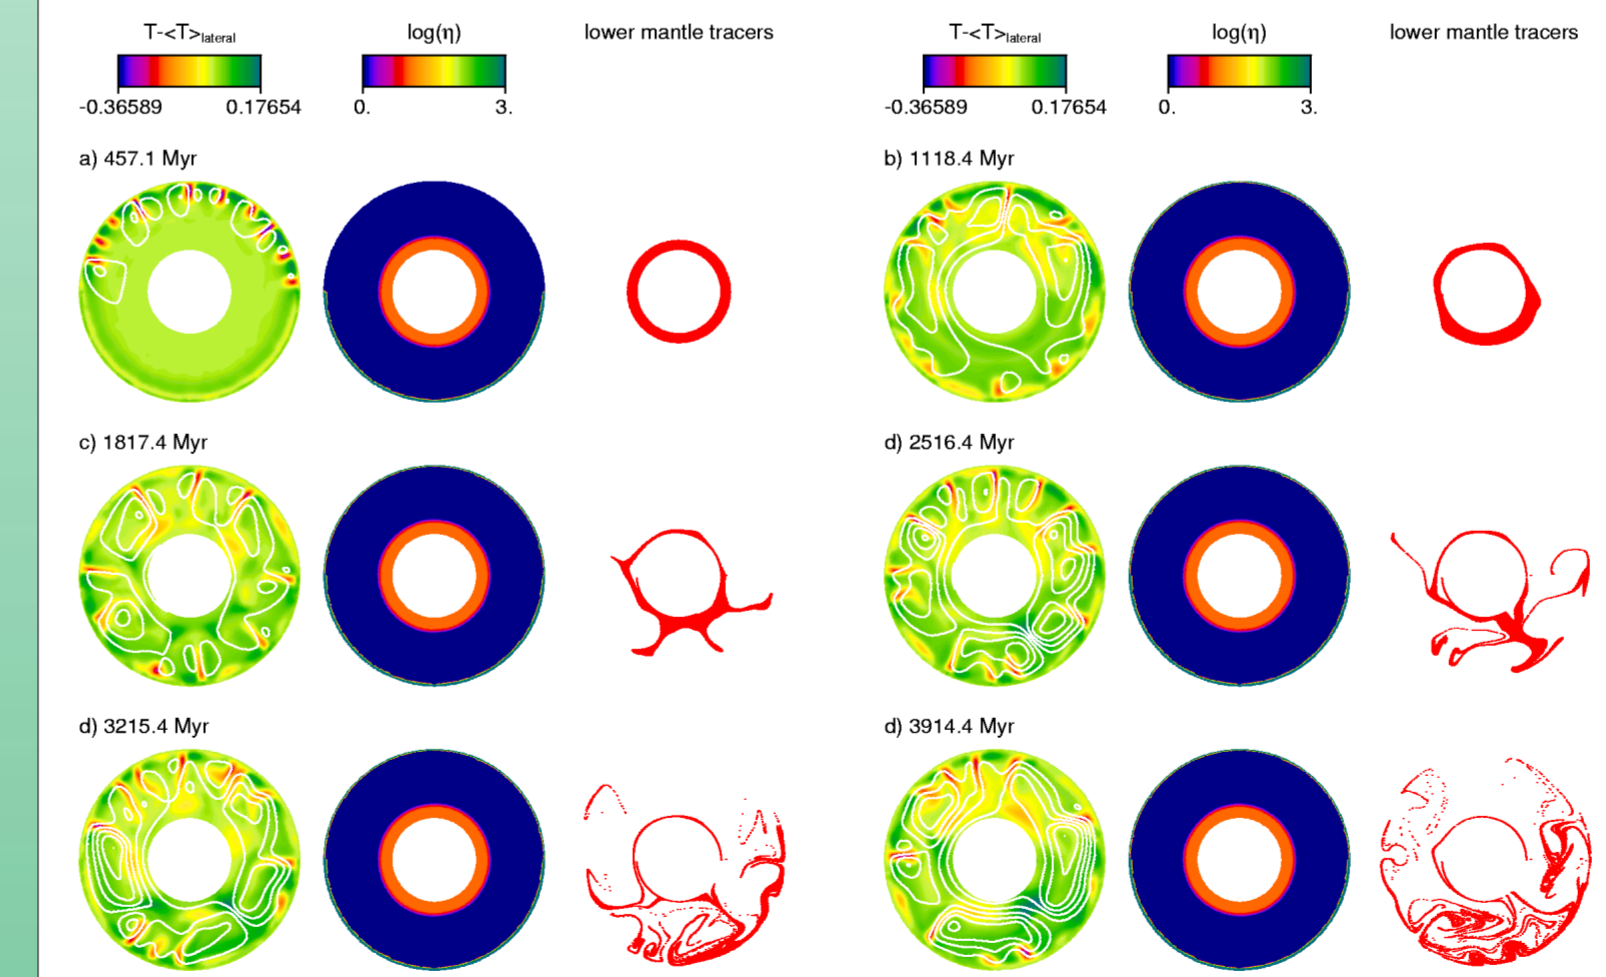 T-<T>lateral log(η) lower mantle tracers T-<T>lateral log(η) lower mantle tracers
-0.36589 0.17654 0. 3. -0.36589 0.17654 0. 3.
a) 457.1 Myr b) 1118.4 Myr
c) 1817.4 Myr d) 2516.4 Myr
d) 3215.4 Myr d) 3914.4 Myr